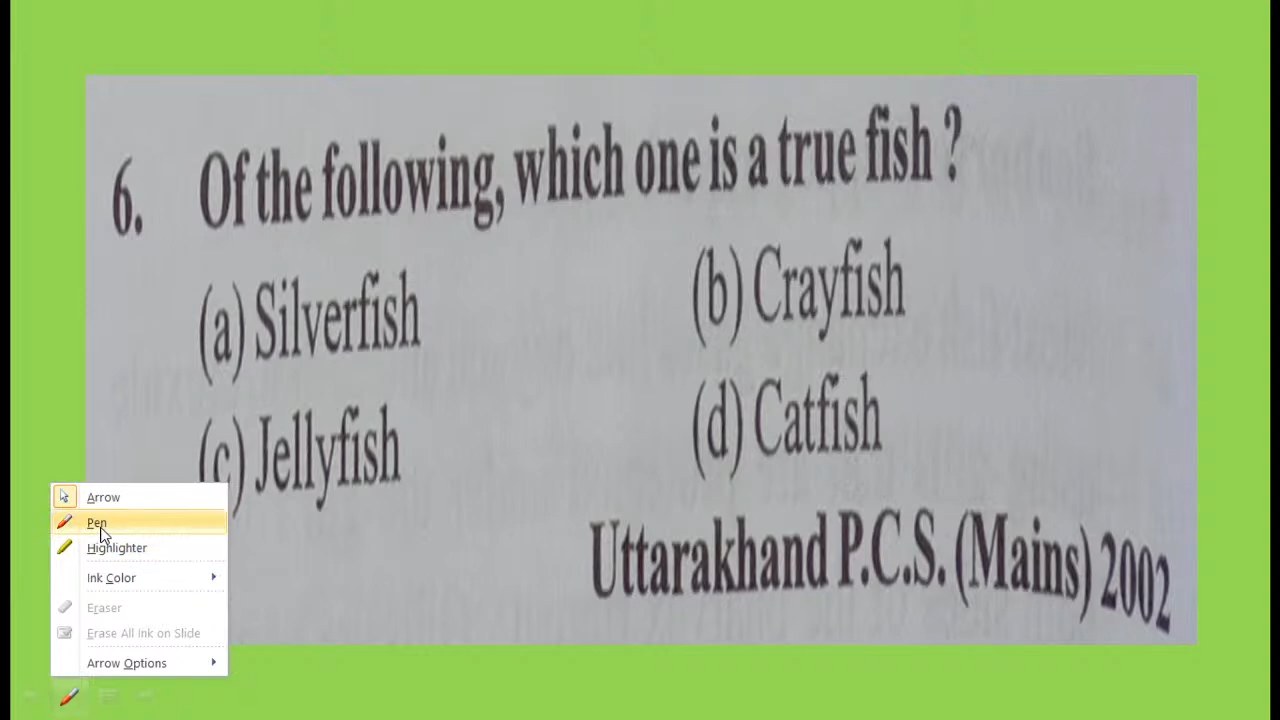 6. Of the following, which one is a true fish ?
(a) Silverfish (b) Crayfish
(c) Jellyfish (d) Catfish
Uttarakhand P.C.S. (Mains) 2002
Arrow
Pen
Highlighter
Ink Color
Eraser
Erase All Ink on Slide
Arrow Options